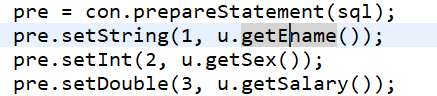 pre = con.prepareStatement(sql);
pre.setString(1, u.getEname());
pre.setInt(2, u.getSex());
pre.setDouble(3, u.getSalary());